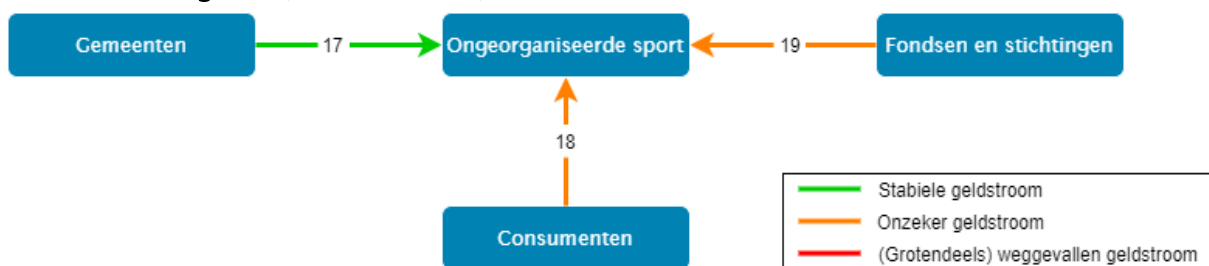 Gemeenten
17
Ongeorganiseerde sport
19
Fondsen en stichtingen
18
Consumenten
Stabiele geldstroom
Onzeker geldstroom
(Grotendeels) weggevallen geldstroom